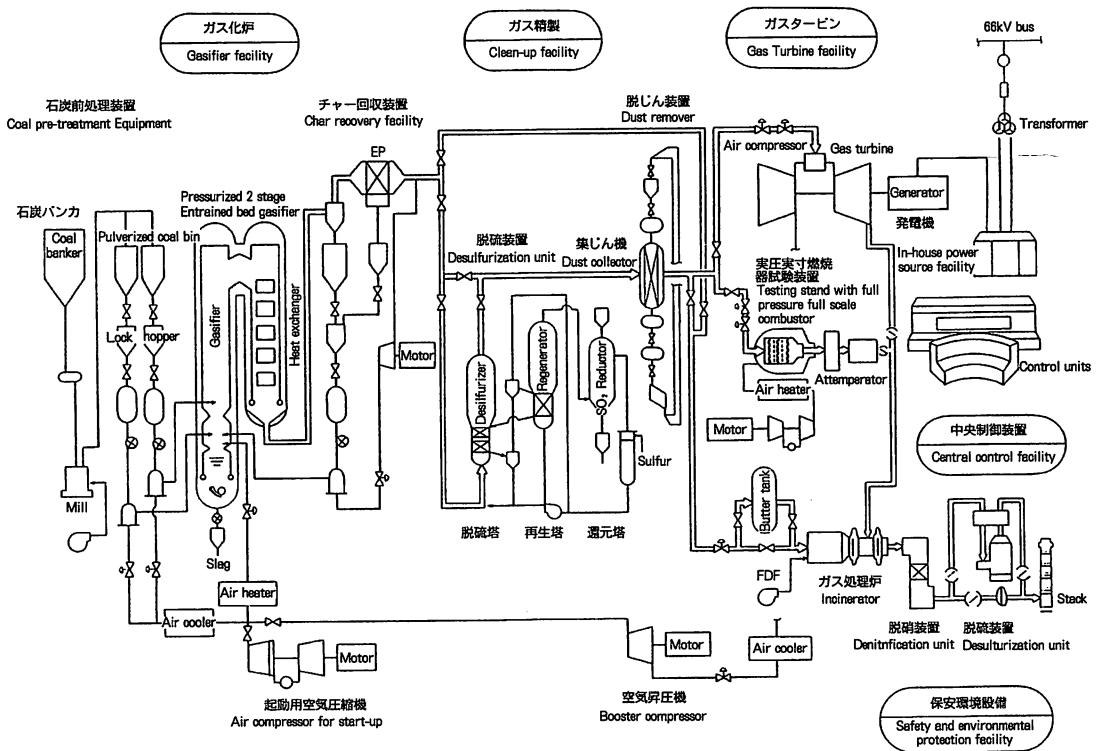 ガス化炉
Gasifier facility
ガス精製
Clean-up facility
ガスタービン
Gas Turbine facility
66kV bus
石炭前処理装置
Coal pre-treatment Equipment
チャー回収装置
Char recovery facility
脱じん装置
Dust remover
Transformer
EP
Air compressor
Gas turbine
Pressurized 2 stage
Entrained bed gasifier
Generator
発電機
石炭バンカ
Coal
banker
Pulverized coal bin
脱硫装置
Desulfurization unit
集じん機
Dust collector
In-house power
source facility
実圧実寸燃焼
器試験装置
Testing stand with full
pressure full scale
combustor
Lock
hopper
Gasifier
Heat exchanger
Motor
Desilfurizer
Regenerator
SO₂ Reductor
Attemperator
Control units
Air heater
Motor
中央制御装置
Central control facility
Sulfur
Mill
iButter tank
脱硫塔
再生塔
還元塔
Slag
FDF
ガス処理炉
Incinerator
Stack
Air heater
Air cooler
脱硝装置
Denitnfication unit
脱硫装置
Desulturization unit
Motor
Motor
Air cooler
起動用空気圧縮機
Air compressor for start-up
空気昇圧機
Booster compressor
保安環境設備
Safety and environmental
protection facility